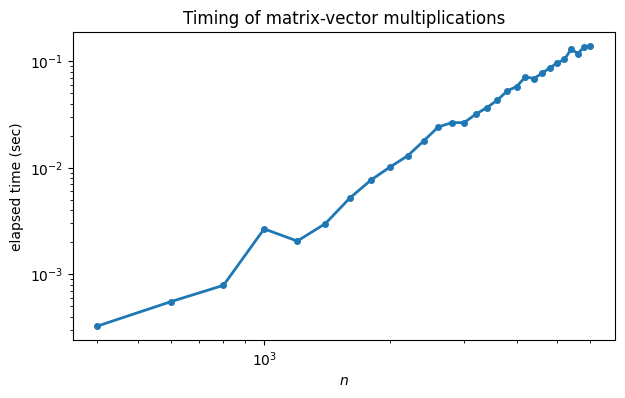 Timing of matrix-vector multiplications
elapsed time (sec)
10⁻¹
10⁻²
10⁻³
10³
n